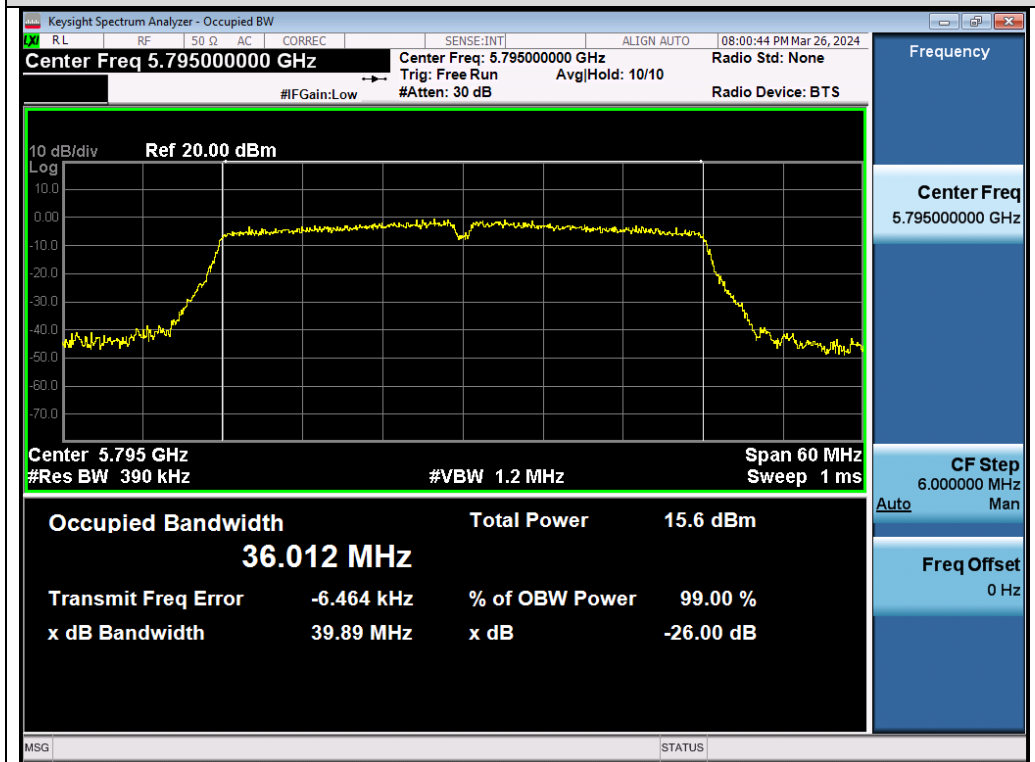 Keysight Spectrum Analyzer - Occupied BW
LXI RL RF 50 Ω AC CORREC SENSE:INT ALIGN AUTO 08:00:44 PM Mar 26, 2024
Center Freq 5.795000000 GHz
Center Freq: 5.795000000 GHz
Radio Std: None
Trig: Free Run Avg|Hold: 10/10
#IFGain:Low
#Atten: 30 dB
Radio Device: BTS
Frequency
10 dB/div Ref 20.00 dBm
Log
10.0
0.00
-10.0
-20.0
-30.0
-40.0
-50.0
-60.0
-70.0
Center 5.795 GHz Span 60 MHz
#Res BW 390 kHz #VBW 1.2 MHz Sweep 1 ms
Center Freq
5.795000000 GHz
CF Step
6.000000 MHz
Auto Man
Freq Offset
0 Hz
Occupied Bandwidth Total Power 15.6 dBm
36.012 MHz
Transmit Freq Error -6.464 kHz % of OBW Power 99.00 %
x dB Bandwidth 39.89 MHz x dB -26.00 dB
MSG STATUS